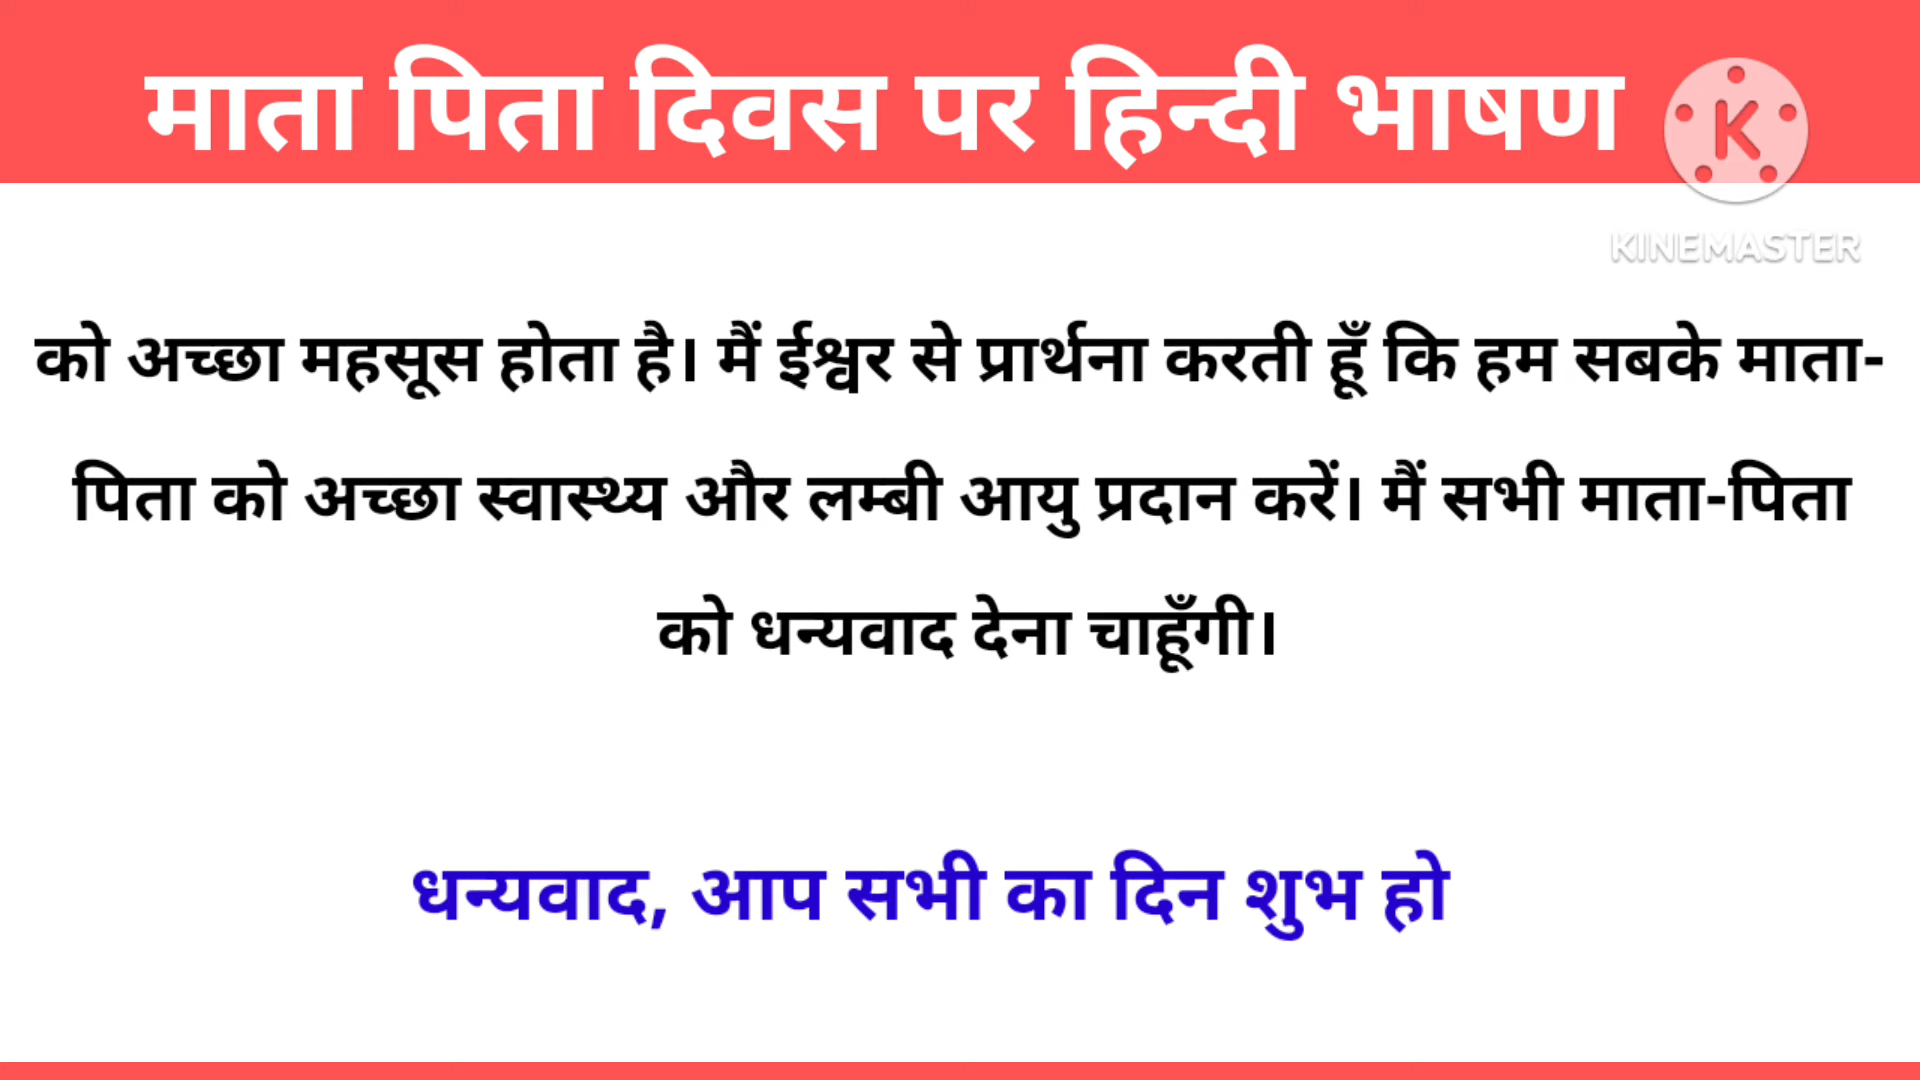 माता पिता दिवस पर हिन्दी भाषण
K
KINEMASTER
को अच्छा महसूस होता है। मैं ईश्वर से प्रार्थना करती हूँ कि हम सबके माता-
पिता को अच्छा स्वास्थ्य और लम्बी आयु प्रदान करें। मैं सभी माता-पिता
को धन्यवाद देना चाहूँगी।
धन्यवाद, आप सभी का दिन शुभ हो